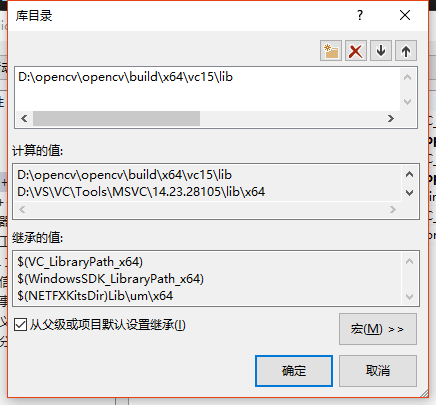 库目录
D:\opencv\opencv\build\x64\vc15\lib
计算的值:
D:\opencv\opencv\build\x64\vc15\lib
D:\VS\VC\Tools\MSVC\14.23.28105\lib\x64
继承的值:
$(VC_LibraryPath_x64)
$(WindowsSDK_LibraryPath_x64)
$(NETFXKitsDir)Lib\um\x64
从父级或项目默认设置继承(I)
宏(M) >>
确定
取消